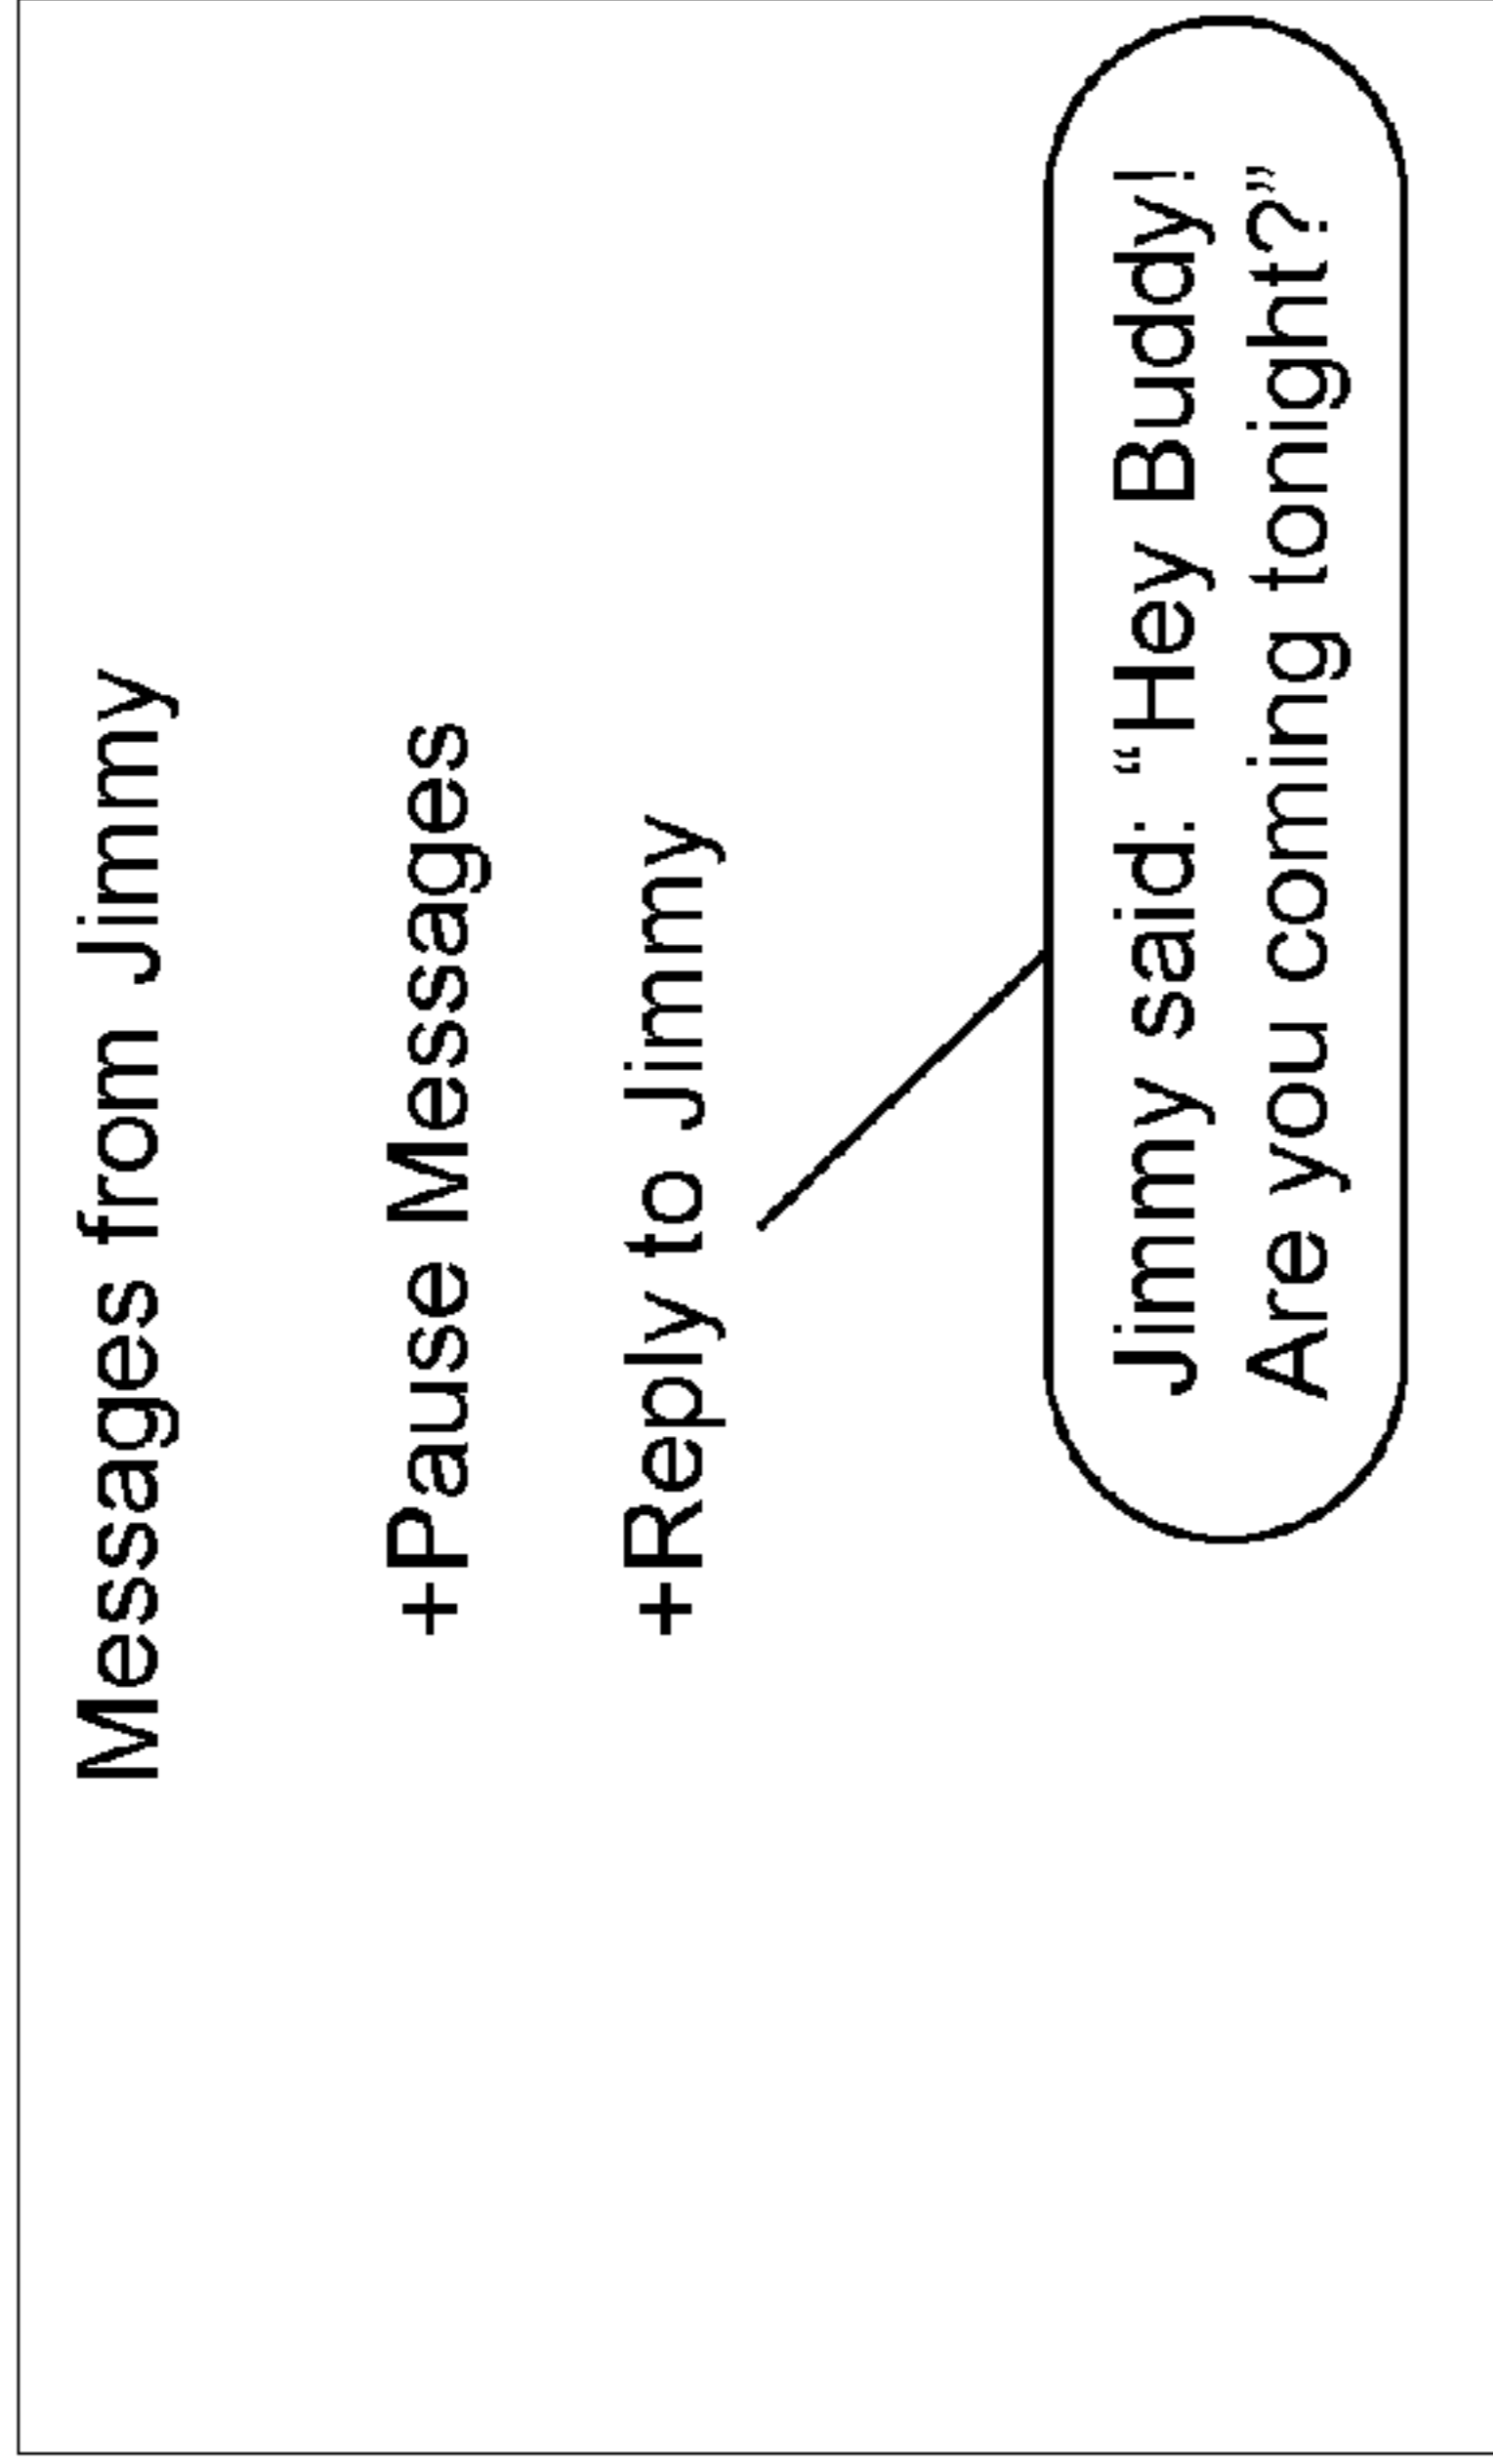 Messages from Jimmy
+Pause Messages
+Reply to Jimmy
Jimmy said: “Hey Buddy!
Are you coming tonight?”